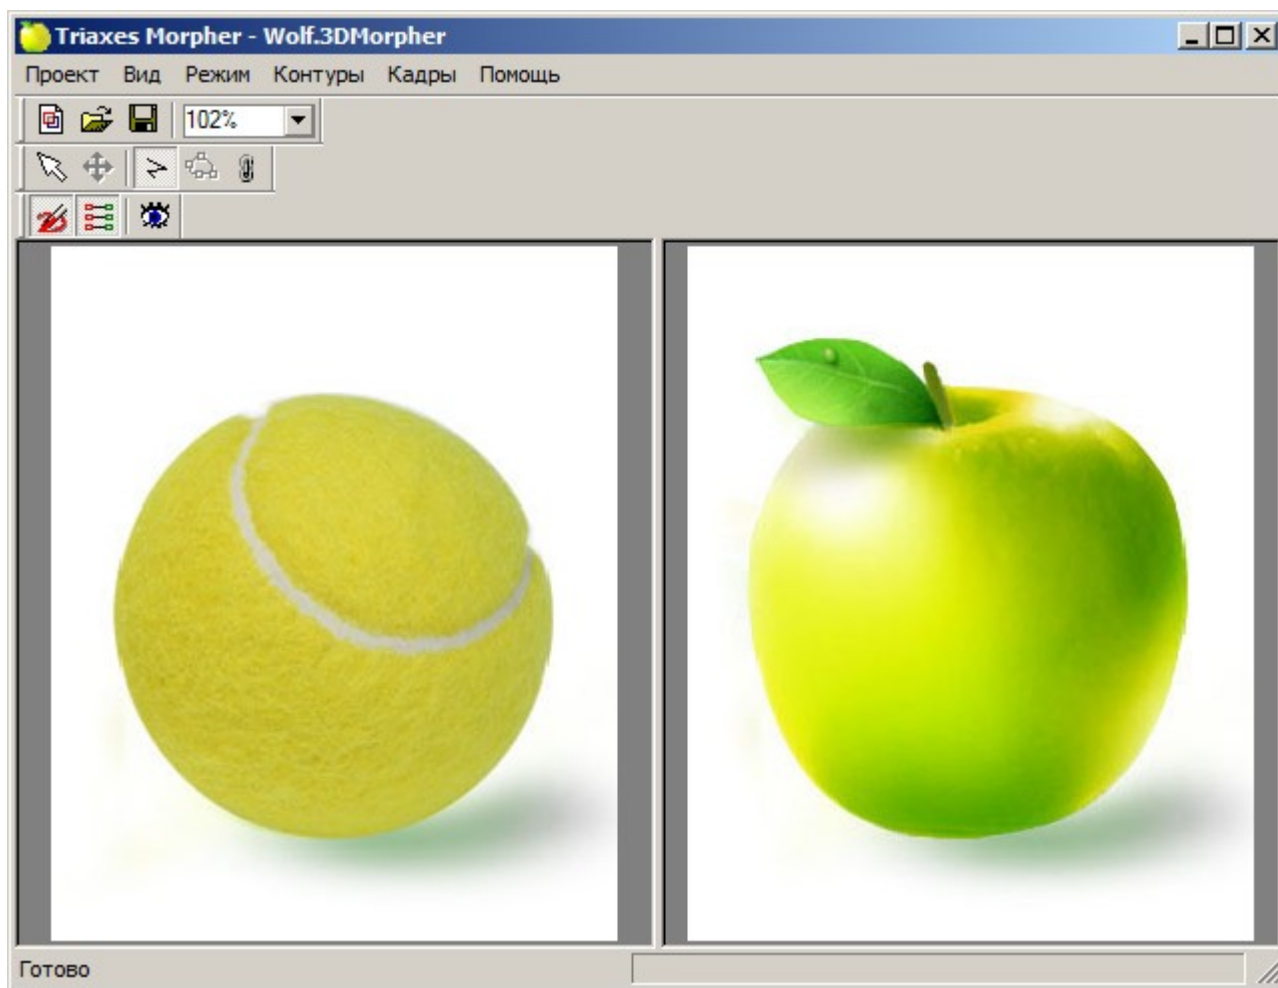 Triaxes Morpher - Wolf.3DMorpher
Проект Вид Режим Контуры Кадры Помощь
102%
Готово